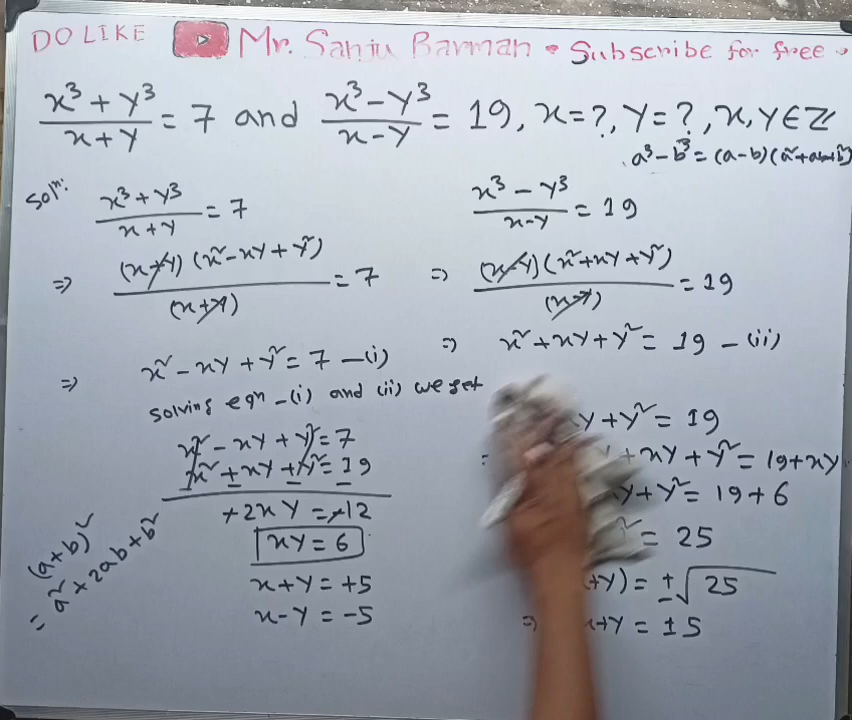 DO LIKE Mr. Sanju Barman • Subscribe for free •
x³ + y³ / x + y = 7 and x³ - y³ / x - y = 19, x = ?, y = ?, x, y ∈ ℤ
a³ - b³ = (a-b)(a²+ab+b²)
Solⁿ: x³ + y³ / x + y = 7
⇒ (x+y)(x² - xy + y²) / (x+y) = 7
⇒ x² - xy + y² = 7 — (i)
x³ - y³ / x-y = 19
⇒ (x-y)(x² + xy + y²) / (x-y) = 19
⇒ x² + xy + y² = 19 — (ii)
Solving eqn - (i) and (ii) we get
x² - xy + y² = 7
x² + xy + y² = 19
- - - -
+2xy = +12
xy = 6
x + y = +5
x - y = -5
(a+b)²
= a² + 2ab + b²
y + y² = 19
+ xy + y² = 19 + xy
y + y² = 19 + 6
² = 25
+y) = ±√25
⇒ x+y = ±5